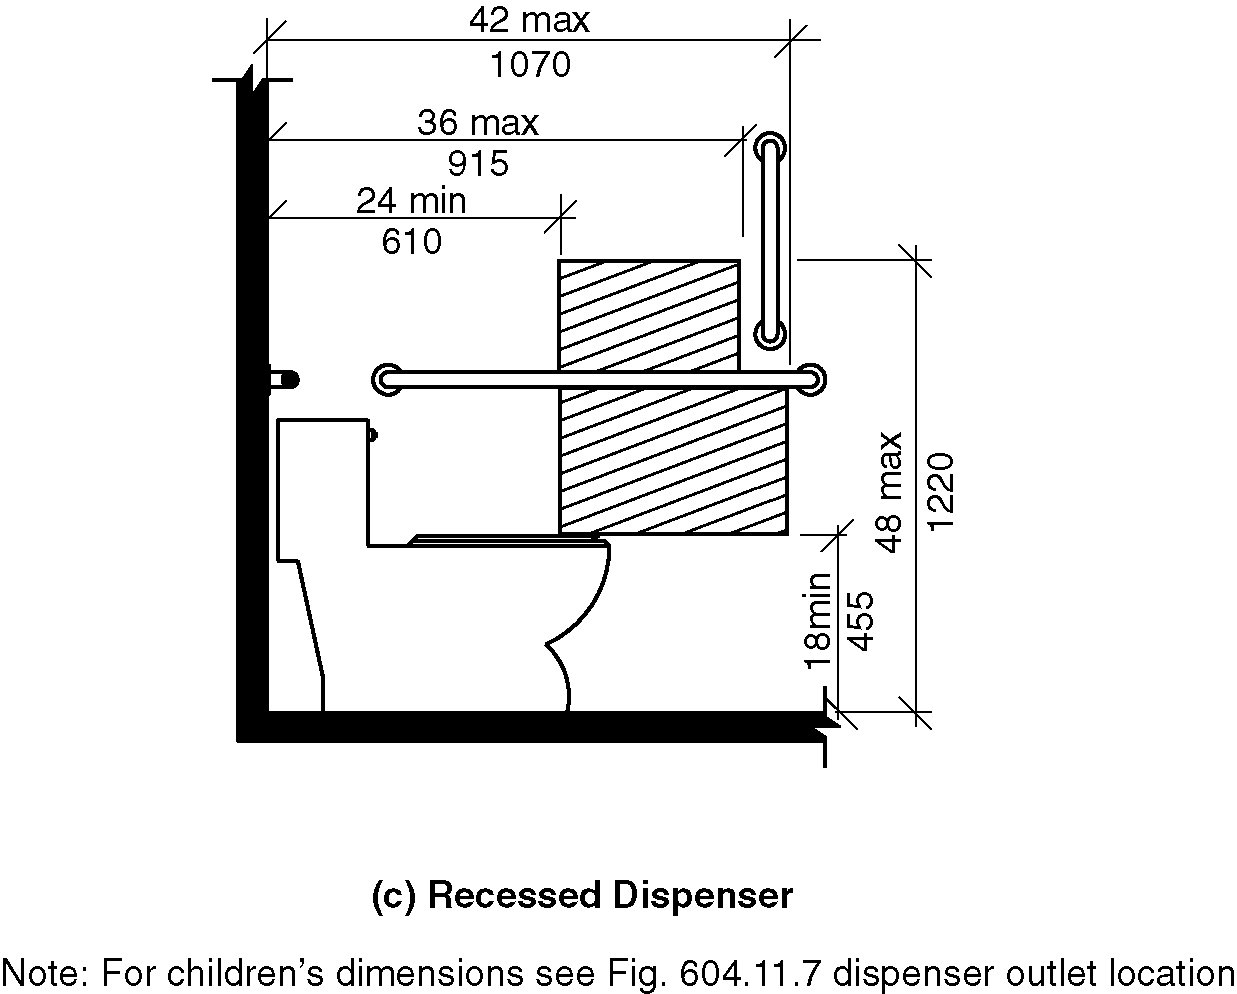 42 max
1070
36 max
915
24 min
610
48 max
1220
18min
455
(c) Recessed Dispenser
Note: For children's dimensions see Fig. 604.11.7 dispenser outlet location